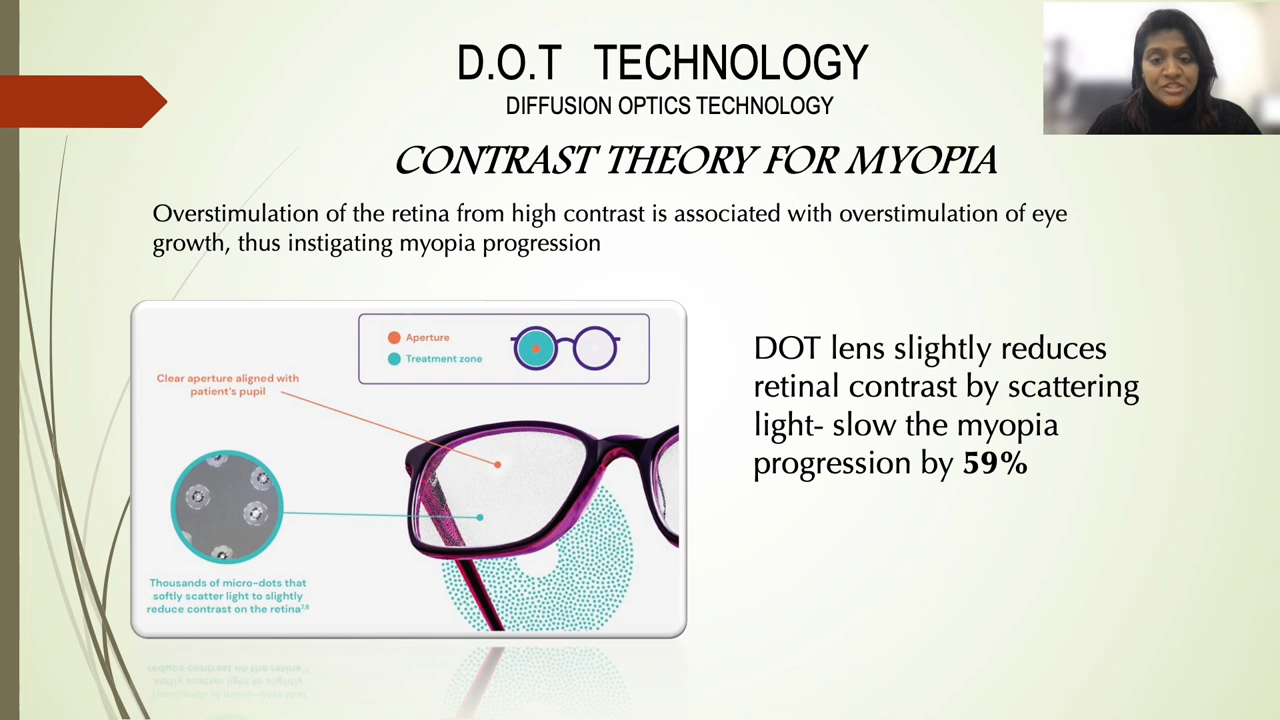 D.O.T TECHNOLOGY
DIFFUSION OPTICS TECHNOLOGY
CONTRAST THEORY FOR MYOPIA
Overstimulation of the retina from high contrast is associated with overstimulation of eye
growth, thus instigating myopia progression
Aperture
Treatment zone
Clear aperture aligned with
patient's pupil
Thousands of micro-dots that
softly scatter light to slightly
reduce contrast on the retina7,8
DOT lens slightly reduces
retinal contrast by scattering
light- slow the myopia
progression by 59%